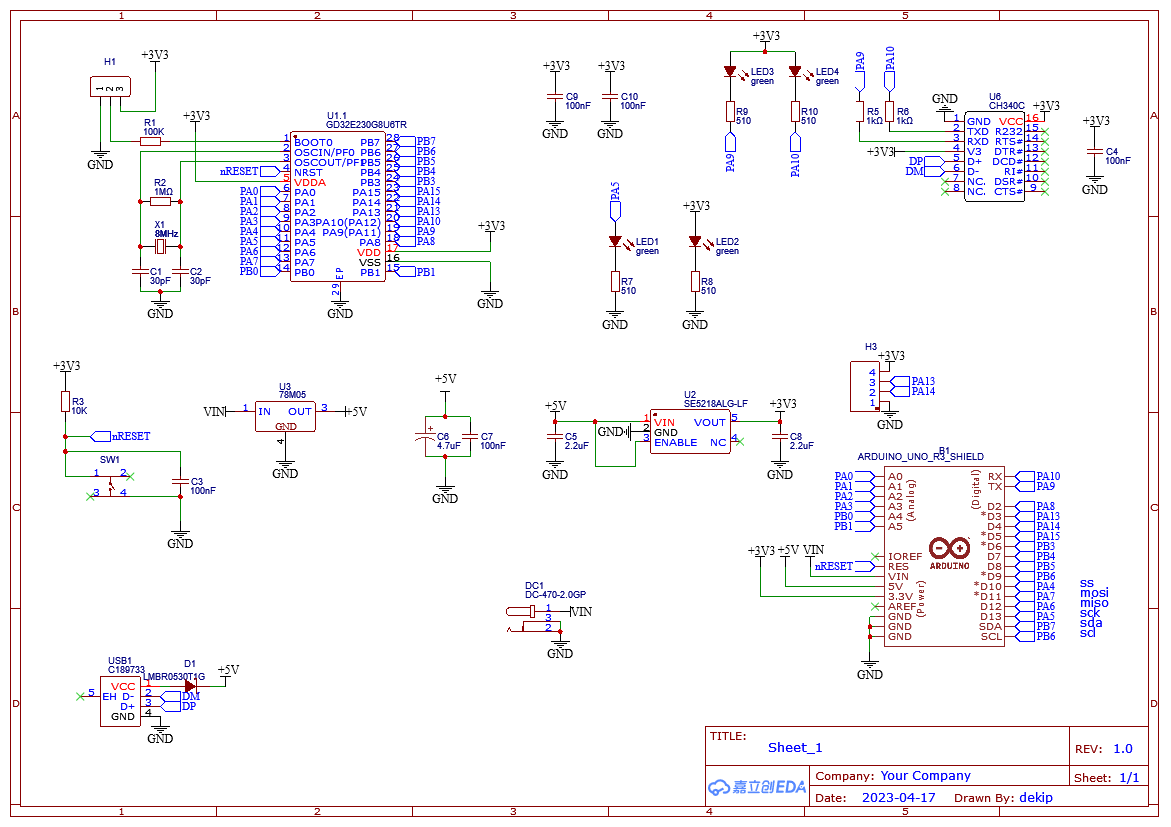 1 2 3 4 5
A
B
C
D
H1
1 2 3
+3V3
GND
R1
100K
+3V3
U1.1
GD32E230G8U6TR
1 BOOT0 PB7 28 PB7
2 OSCIN/PF0 PB6 27 PB6
3 OSCOUT/PF1 PB5 26 PB5
nRESET 4 NRST PB4 25 PB4
5 VDDA PB3 24 PB3
PA0 6 PA0 PA15 23 PA15
PA1 7 PA1 PA14 22 PA14
PA2 8 PA2 PA13 21 PA13
PA3 9 PA3 PA10(PA12) 20 PA10
PA4 10 PA4 PA9(PA11) 19 PA9
PA5 11 PA5 PA8 18 PA8
PA6 12 PA6 VDD 17
PA7 13 PA7 VSS 16
PB0 14 PB0 PB1 15 PB1
29 EP
GND
+3V3
GND
R2
1MΩ
X1
8MHz
C1
30pF
C2
30pF
GND
+3V3
C9
100nF
GND
+3V3
C10
100nF
GND
+3V3
LED3
green
LED4
green
R9
510
R10
510
PA9
PA10
PA9
PA10
R5
1kΩ
R6
1kΩ
GND
U6
CH340C
+3V3
1 GND VCC 16
2 TXD R232 15
3 RXD RTS# 14
+3V3 4 V3 DTR# 13
DP 5 D+ DCD# 12
DM 6 D- RI# 11
7 NC. DSR# 10
8 NC. CTS# 9
+3V3
C4
100nF
GND
PA5
LED1
green
R7
510
GND
+3V3
LED2
green
R8
510
GND
+3V3
R3
10K
nRESET
SW1
1 2
3 4
C3
100nF
GND
U3
78M05
VIN 1 IN OUT 3 +5V
GND
4
GND
+5V
C6
4.7uF
C7
100nF
GND
+5V
C5
2.2uF
GND
U2
SE5218ALG-LF
1 VIN VOUT 5
GND 2 GND
3 ENABLE NC 4
+3V3
C8
2.2uF
GND
H3
+3V3
4
3 PA13
2 PA14
1
GND
B1
ARDUINO_UNO_R3_SHIELD
PA0 A0 RX PA10
PA1 A1 TX PA9
PA2 A2 D2 PA8
PA3 A3 *D3 PA13
PB0 A4 D4 PA14
PB1 A5 *D5 PA15
*D6 PB3
IOREF D7 PB4
nRESET RES D8 PB5
VIN *D9 PB6
5V *D10 PA4 ss
3.3V *D11 PA7 mosi
AREF D12 PA6 miso
GND D13 PA5 sck
GND SDA PB7 sda
GND SCL PB6 scl
(Analog)
(Digital)
(Power)
ARDUINO
+3V3 +5V VIN
GND
DC1
DC-470-2.0GP
1 VIN
3
2
GND
USB1
C189733
D1
LMBR0530T1G
+5V
VCC 1
5 EH D- 2 DM
D+ 3 DP
GND 4
GND
TITLE:
Sheet_1
REV: 1.0
嘉立创EDA
Company: Your Company
Sheet: 1/1
Date: 2023-04-17 Drawn By: dekip
A
B
C
D
1 2 3 4 5